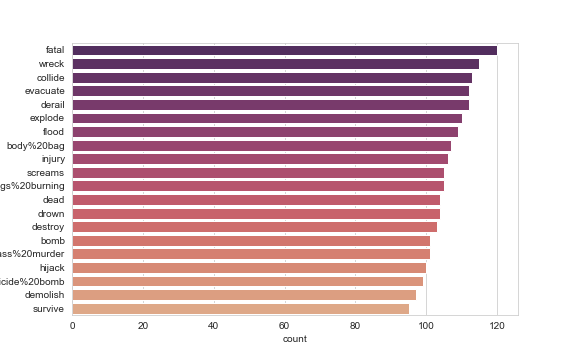 fatal
wreck
collide
evacuate
derail
explode
flood
body%20bag
injury
screams
gs%20burning
dead
drown
destroy
bomb
ass%20murder
hijack
icide%20bomb
demolish
survive
0 20 40 60 80 100 120
count